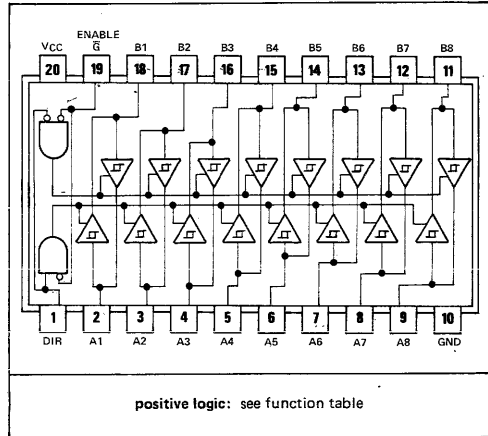 ENABLE
VCC G̅ B1 B2 B3 B4 B5 B6 B7 B8
20 19 18 17 16 15 14 13 12 11
1 2 3 4 5 6 7 8 9 10
DIR A1 A2 A3 A4 A5 A6 A7 A8 GND
positive logic: see function table